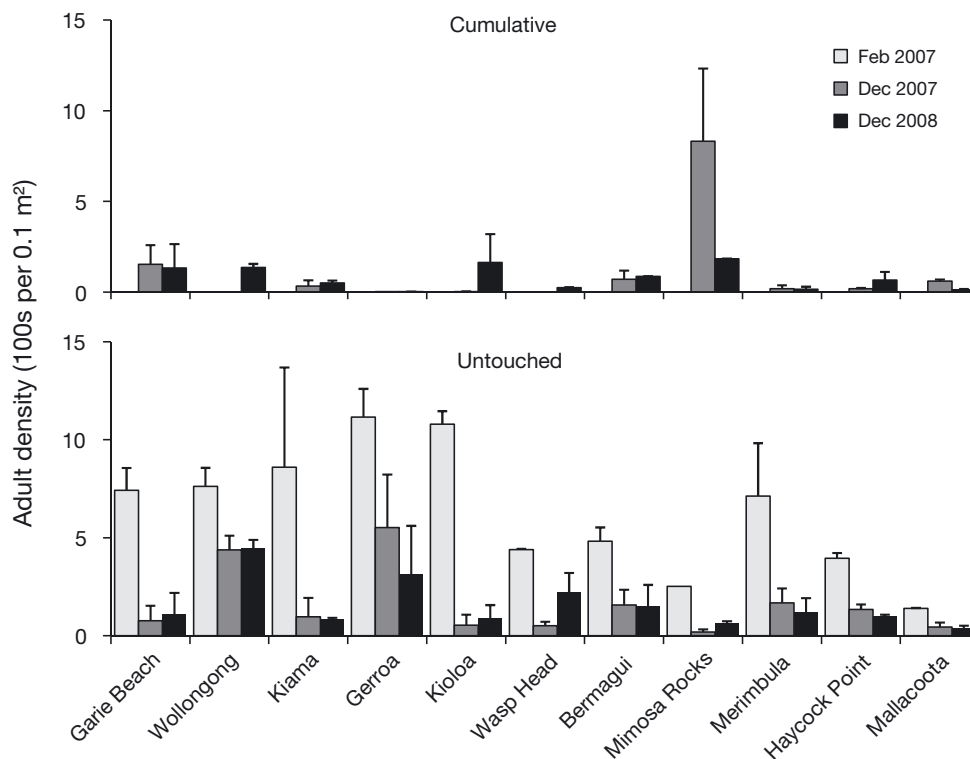 15
Cumulative
Feb 2007
Dec 2007
Dec 2008
10
5
0
Adult density (100s per 0.1 m²)
15
Untouched
10
5
0
Garie Beach
Wollongong
Kiama
Gerroa
Kioloa
Wasp Head
Bermagui
Mimosa Rocks
Merimbula
Haycock Point
Mallacoota